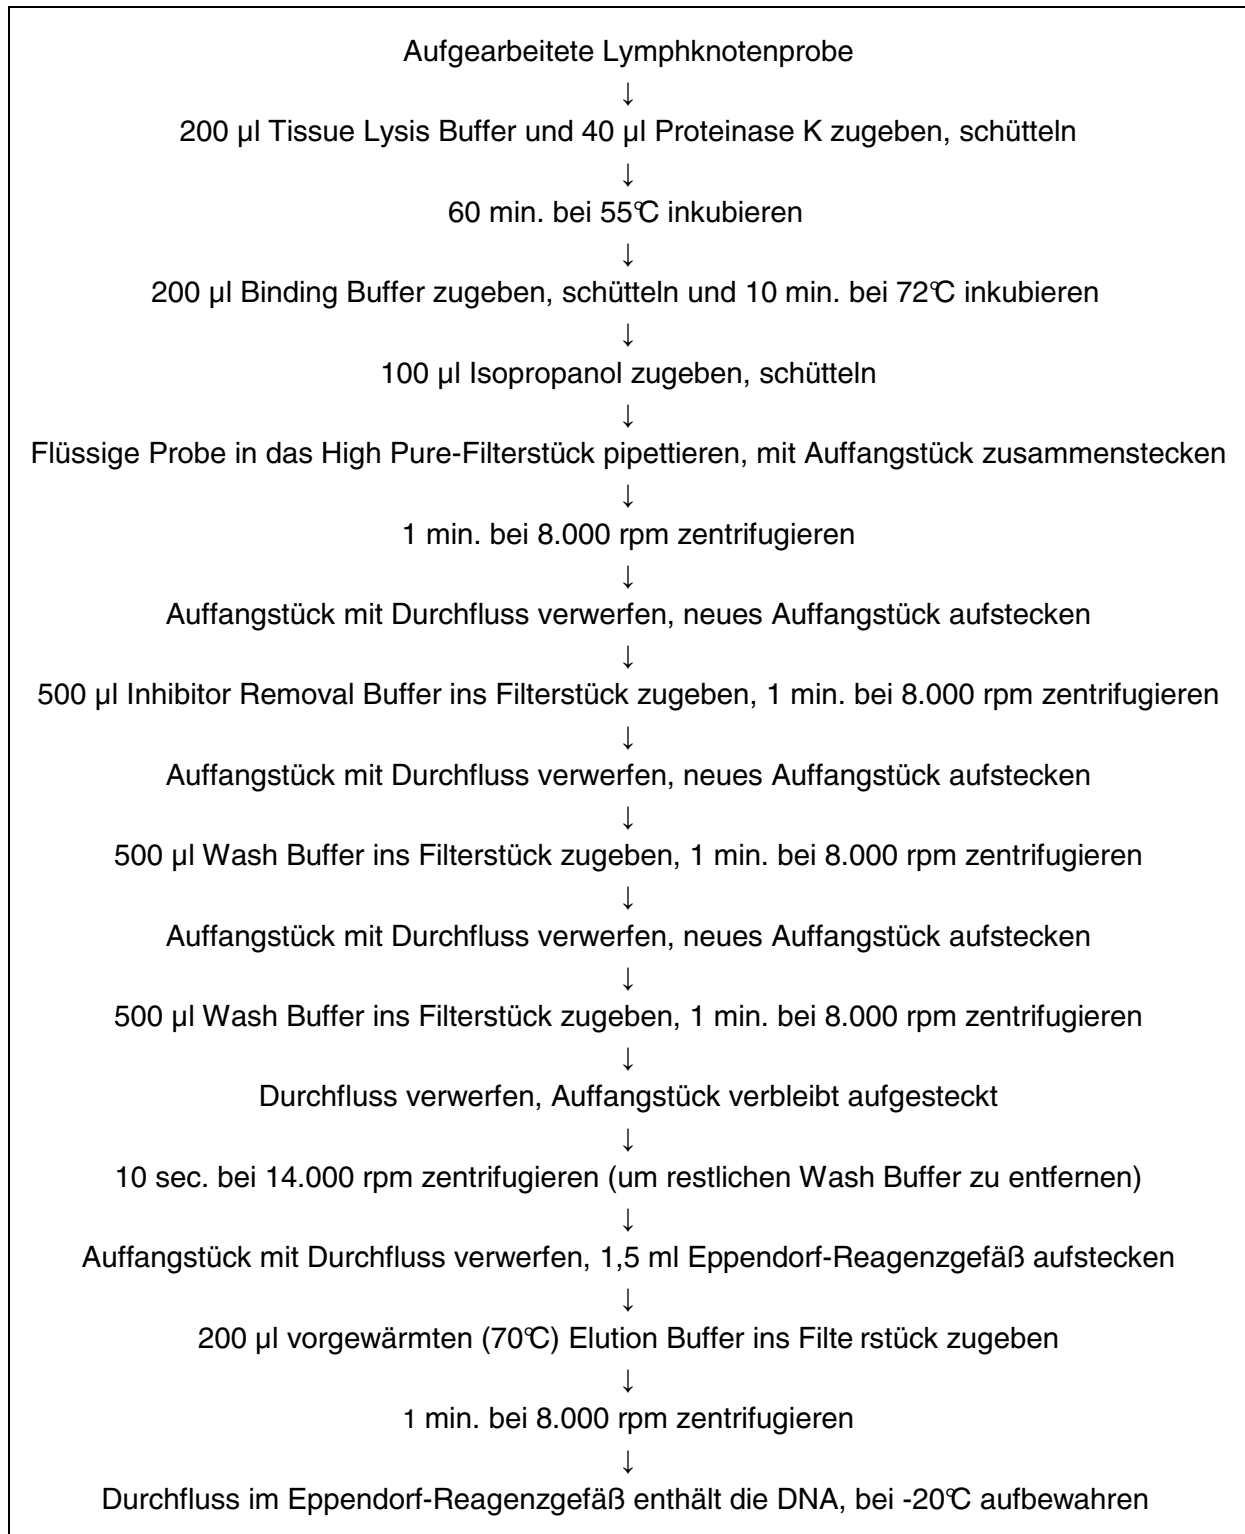 Aufgearbeitete Lymphknotenprobe
↓
200 µl Tissue Lysis Buffer und 40 µl Proteinase K zugeben, schütteln
↓
60 min. bei 55°C inkubieren
↓
200 µl Binding Buffer zugeben, schütteln und 10 min. bei 72°C inkubieren
↓
100 µl Isopropanol zugeben, schütteln
↓
Flüssige Probe in das High Pure-Filterstück pipettieren, mit Auffangstück zusammenstecken
↓
1 min. bei 8.000 rpm zentrifugieren
↓
Auffangstück mit Durchfluss verwerfen, neues Auffangstück aufstecken
↓
500 µl Inhibitor Removal Buffer ins Filterstück zugeben, 1 min. bei 8.000 rpm zentrifugieren
↓
Auffangstück mit Durchfluss verwerfen, neues Auffangstück aufstecken
↓
500 µl Wash Buffer ins Filterstück zugeben, 1 min. bei 8.000 rpm zentrifugieren
↓
Auffangstück mit Durchfluss verwerfen, neues Auffangstück aufstecken
↓
500 µl Wash Buffer ins Filterstück zugeben, 1 min. bei 8.000 rpm zentrifugieren
↓
Durchfluss verwerfen, Auffangstück verbleibt aufgesteckt
↓
10 sec. bei 14.000 rpm zentrifugieren (um restlichen Wash Buffer zu entfernen)
↓
Auffangstück mit Durchfluss verwerfen, 1,5 ml Eppendorf-Reagenzgefäß aufstecken
↓
200 µl vorgewärmten (70°C) Elution Buffer ins Filte rstück zugeben
↓
1 min. bei 8.000 rpm zentrifugieren
↓
Durchfluss im Eppendorf-Reagenzgefäß enthält die DNA, bei -20°C aufbewahren